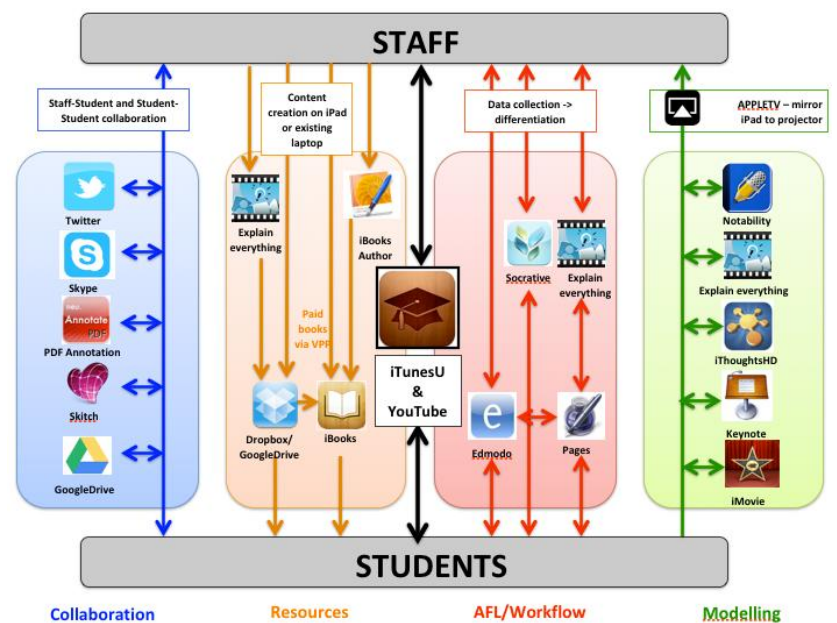 STAFF
Staff-Student and Student-
Student collaboration
Content
creation on iPad
or existing
laptop
Data collection ->
differentiation
APPLETV – mirror
iPad to projector
Twitter
Skype
neu.
Annotate
PDF
PDF Annotation
Skitch
GoogleDrive
Explain
everything
iBooks
Author
Paid
books
via VPP
Dropbox/
GoogleDrive
iBooks
iTunesU
&
YouTube
Socrative
Explain
everything
e
Edmodo
Pages
Notability
Explain everything
iThoughtsHD
Keynote
iMovie
STUDENTS
Collaboration
Resources
AFL/Workflow
Modelling